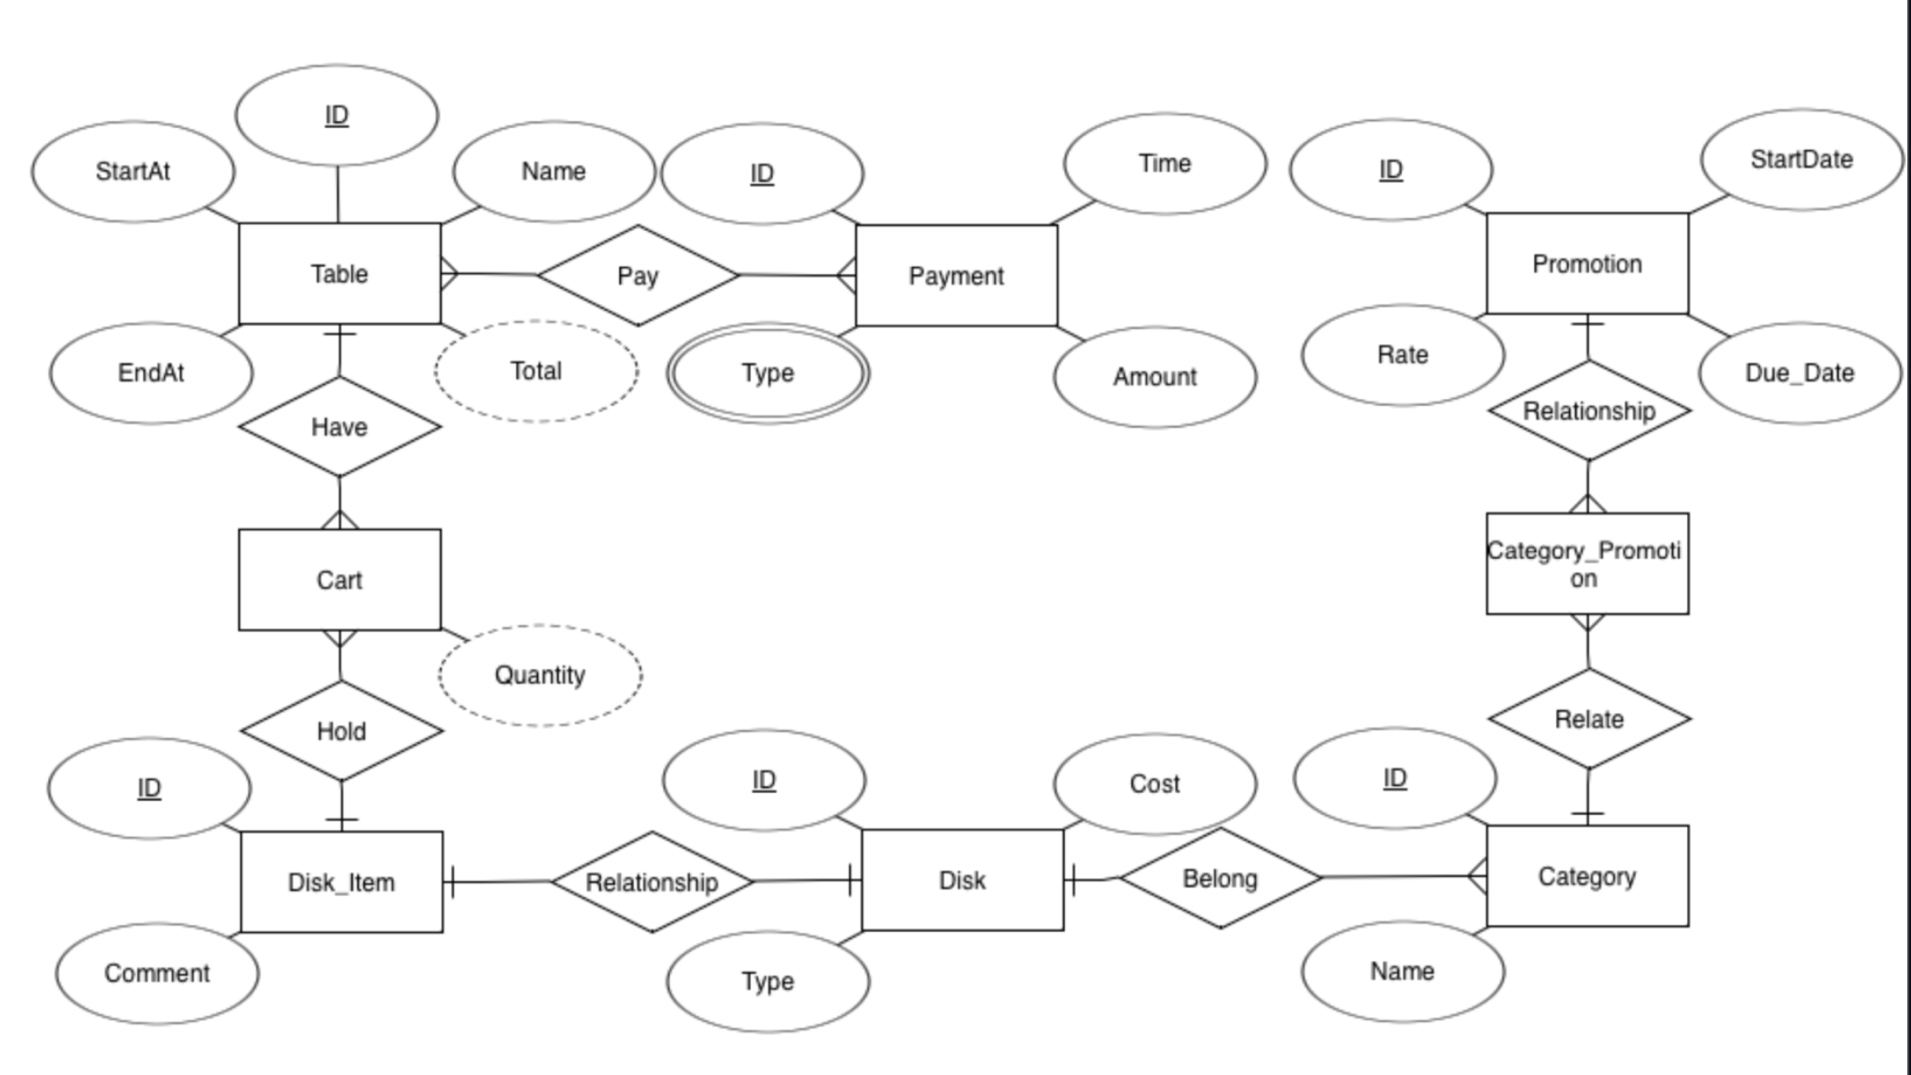 ID
StartAt
Name
ID
Time
ID
StartDate
Table
Pay
Payment
Promotion
EndAt
Total
Type
Amount
Rate
Due_Date
Have
Relationship
Cart
Category_Promoti
on
Quantity
Hold
Relate
ID
ID
Cost
ID
Disk_Item
Relationship
Disk
Belong
Category
Comment
Type
Name